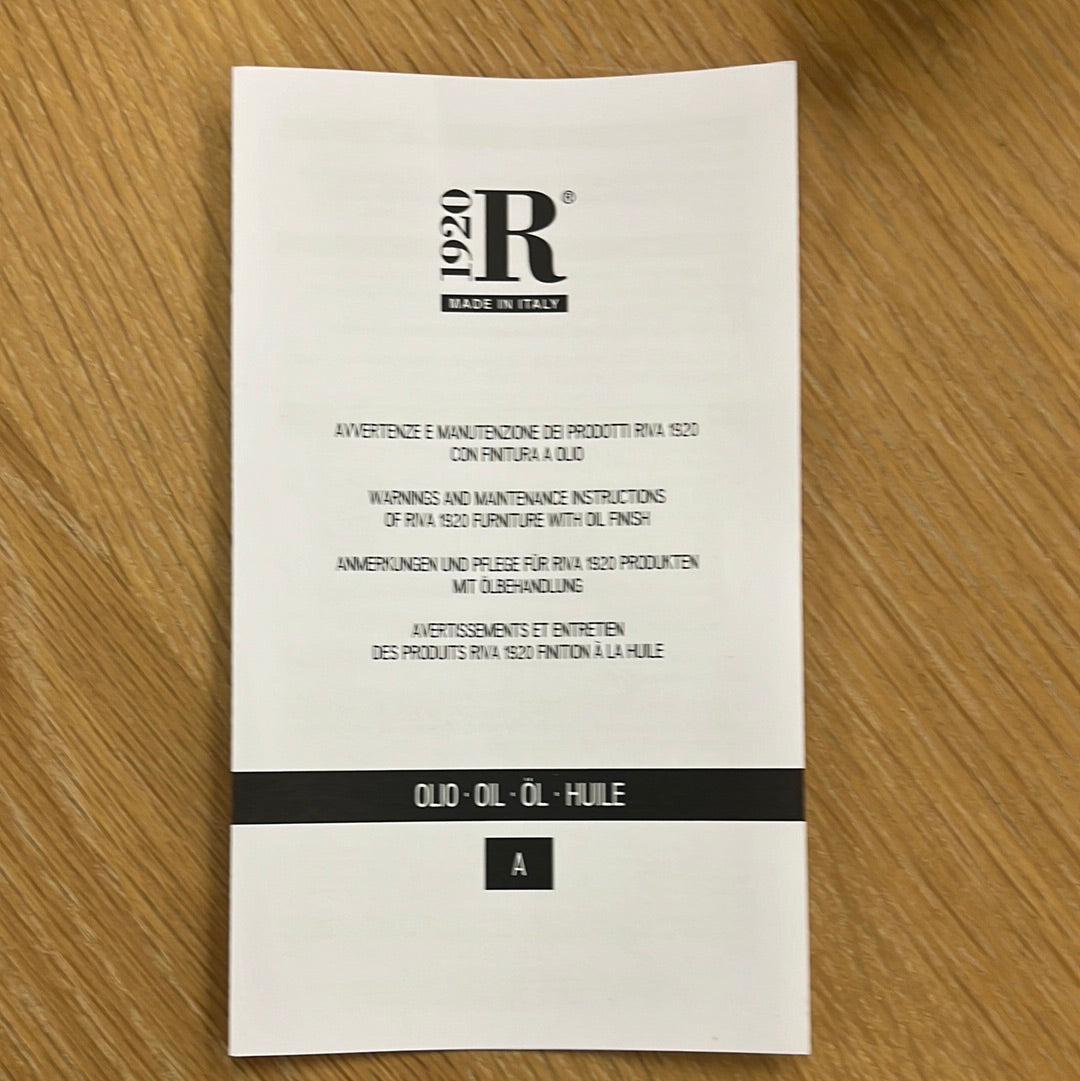 1920 R®
MADE IN ITALY
AVVERTENZE E MANUTENZIONE DEI PRODOTTI RIVA 1920
CON FINITURA A OLIO
WARNINGS AND MAINTENANCE INSTRUCTIONS
OF RIVA 1920 FURNITURE WITH OIL FINISH
ANMERKUNGEN UND PFLEGE FÜR RIVA 1920 PRODUKTEN
MIT ÖLBEHANDLUNG
AVERTISSEMENTS ET ENTRETIEN
DES PRODUITS RIVA 1920 FINITION À LA HUILE
OLIO - OIL - ÖL - HUILE
A